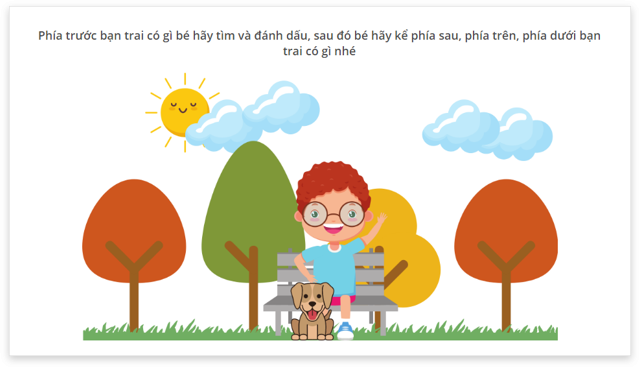 Phía trước bạn trai có gì bé hãy tìm và đánh dấu, sau đó bé hãy kể phía sau, phía trên, phía dưới bạn
trai có gì nhé